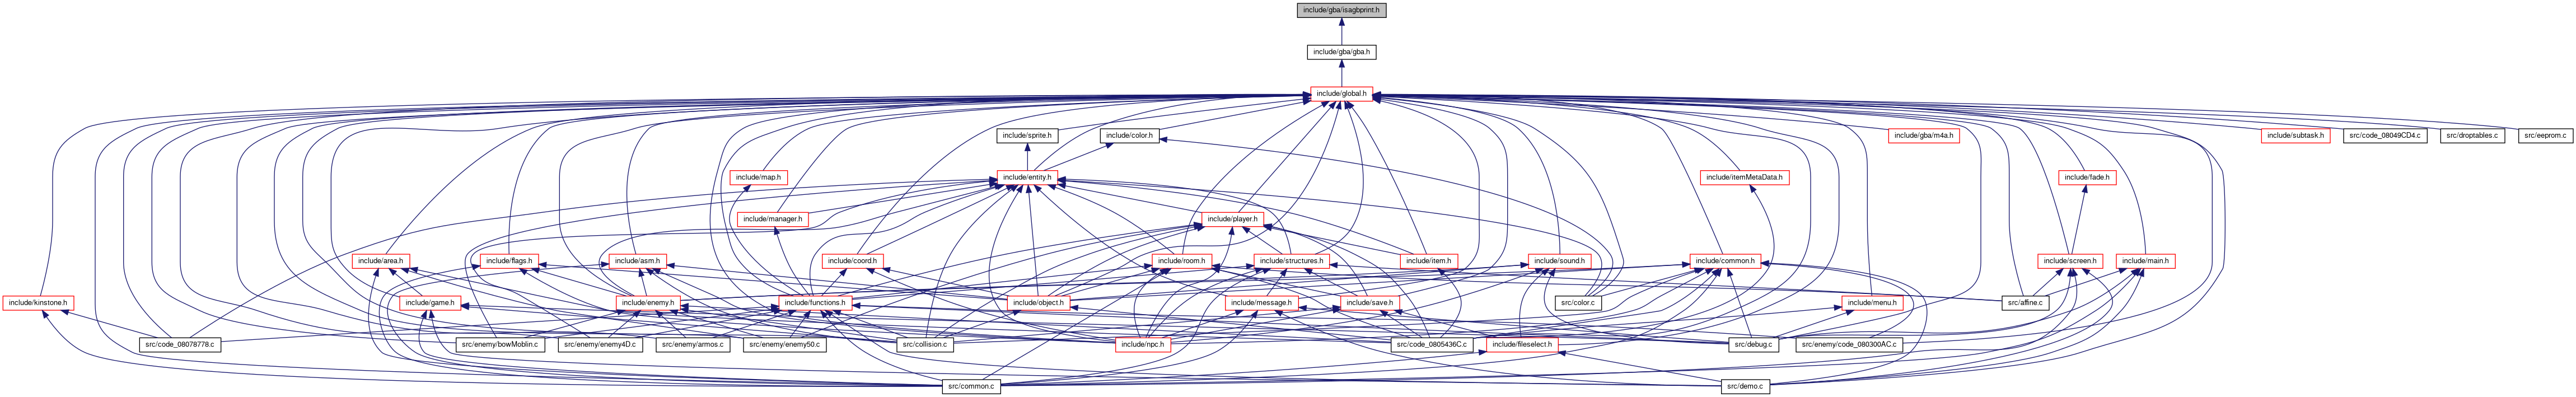 include/gba/isagbprint.h
include/gba/gba.h
include/global.h
include/sprite.h
include/color.h
include/gba/m4a.h
include/subtask.h
src/code_08049CD4.c
src/droptables.c
src/eeprom.c
include/map.h
include/entity.h
include/itemMetaData.h
include/fade.h
include/manager.h
include/player.h
include/area.h
include/flags.h
include/asm.h
include/coord.h
include/room.h
include/structures.h
include/item.h
include/sound.h
include/common.h
include/screen.h
include/main.h
include/kinstone.h
include/game.h
include/enemy.h
include/functions.h
include/object.h
include/message.h
include/save.h
src/color.c
include/menu.h
src/affine.c
src/code_08078778.c
src/enemy/bowMoblin.c
src/enemy/enemy4D.c
src/enemy/armos.c
src/enemy/enemy50.c
src/collision.c
include/npc.h
src/code_0805436C.c
include/fileselect.h
src/debug.c
src/enemy/code_080300AC.c
src/common.c
src/demo.c